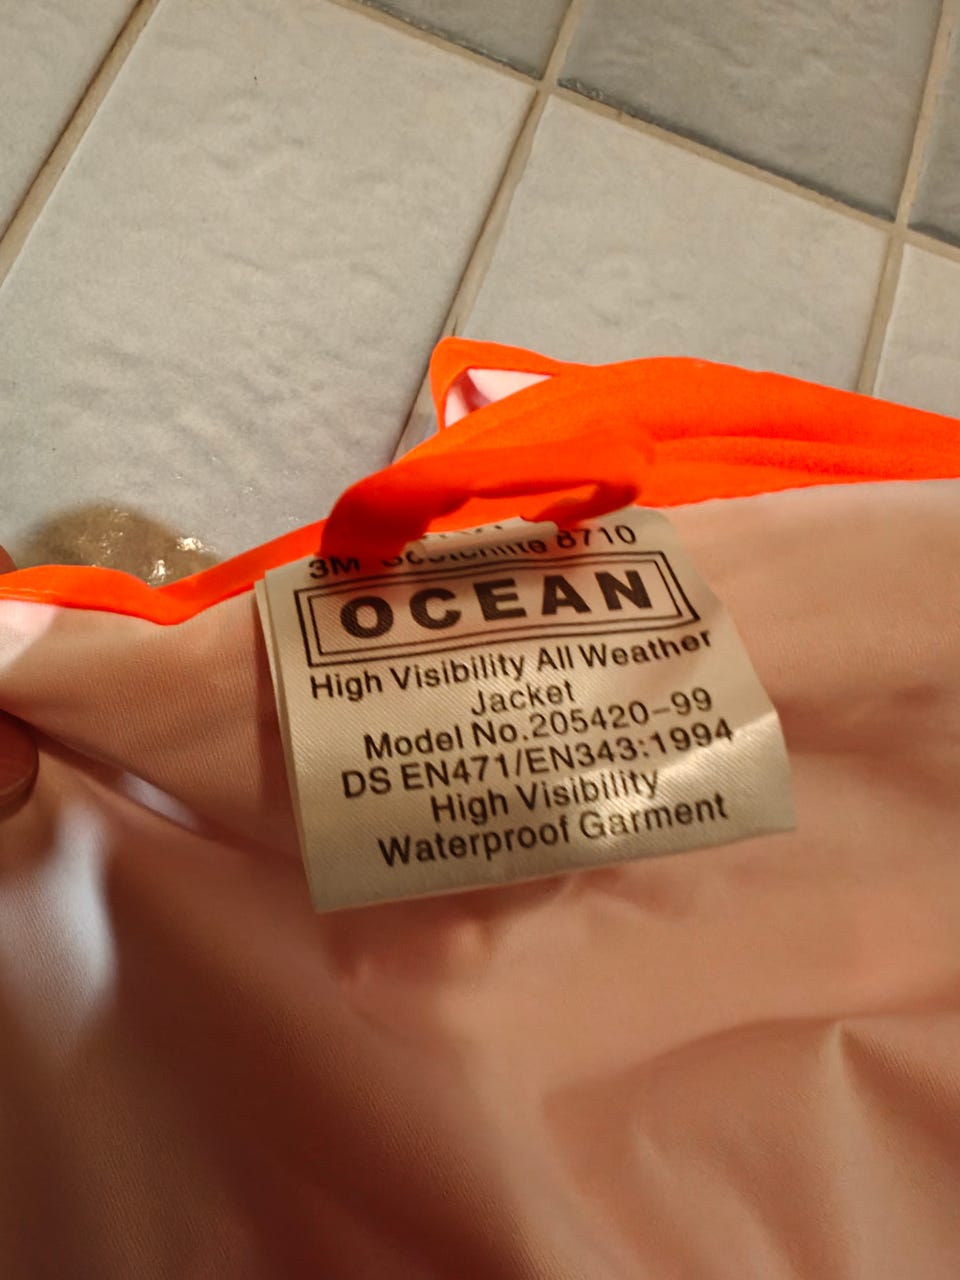 3M Scotchlite 8710
OCEAN
High Visibility All Weather
Jacket
Model No.205420-99
DS EN471/EN343:1994
High Visibility
Waterproof Garment